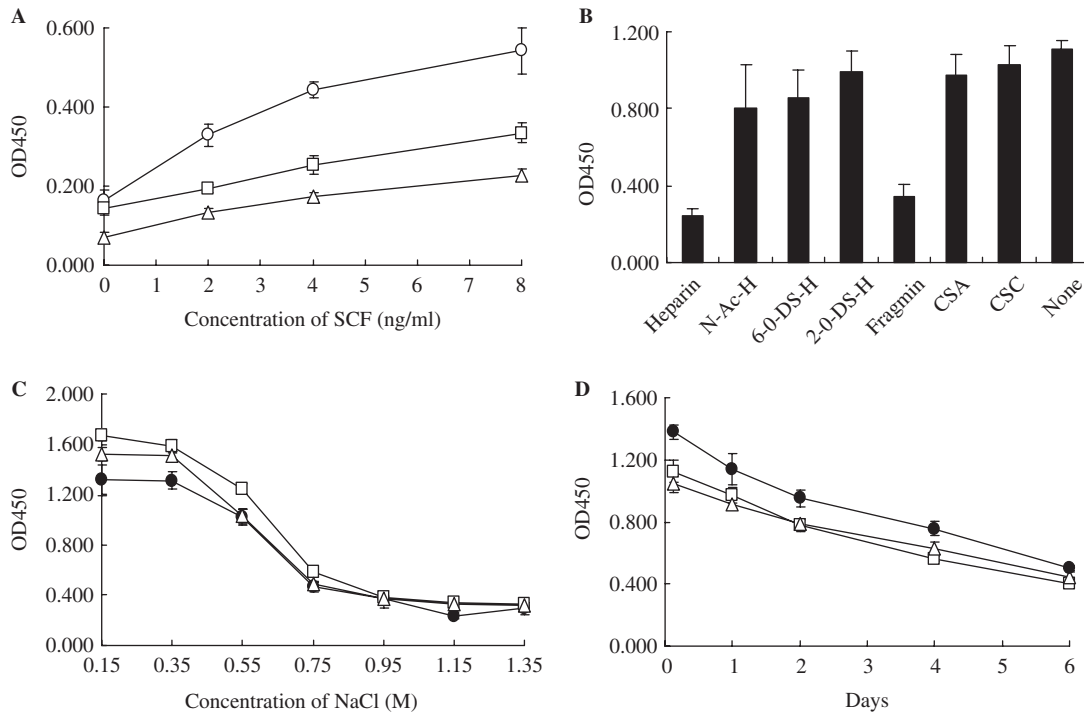 A
0.600
0.400
0.200
0.000
OD450
0 1 2 3 4 5 6 7 8
Concentration of SCF (ng/ml)
B
1.200
0.800
0.400
0.000
OD450
Heparin
N-Ac-H
6-0-DS-H
2-0-DS-H
Fragmin
CSA
CSC
None
C
2.000
1.600
1.200
0.800
0.400
0.000
OD450
0.15 0.35 0.55 0.75 0.95 1.15 1.35
Concentration of NaCl (M)
D
1.600
1.200
0.800
0.400
0.000
OD450
0 1 2 3 4 5 6
Days